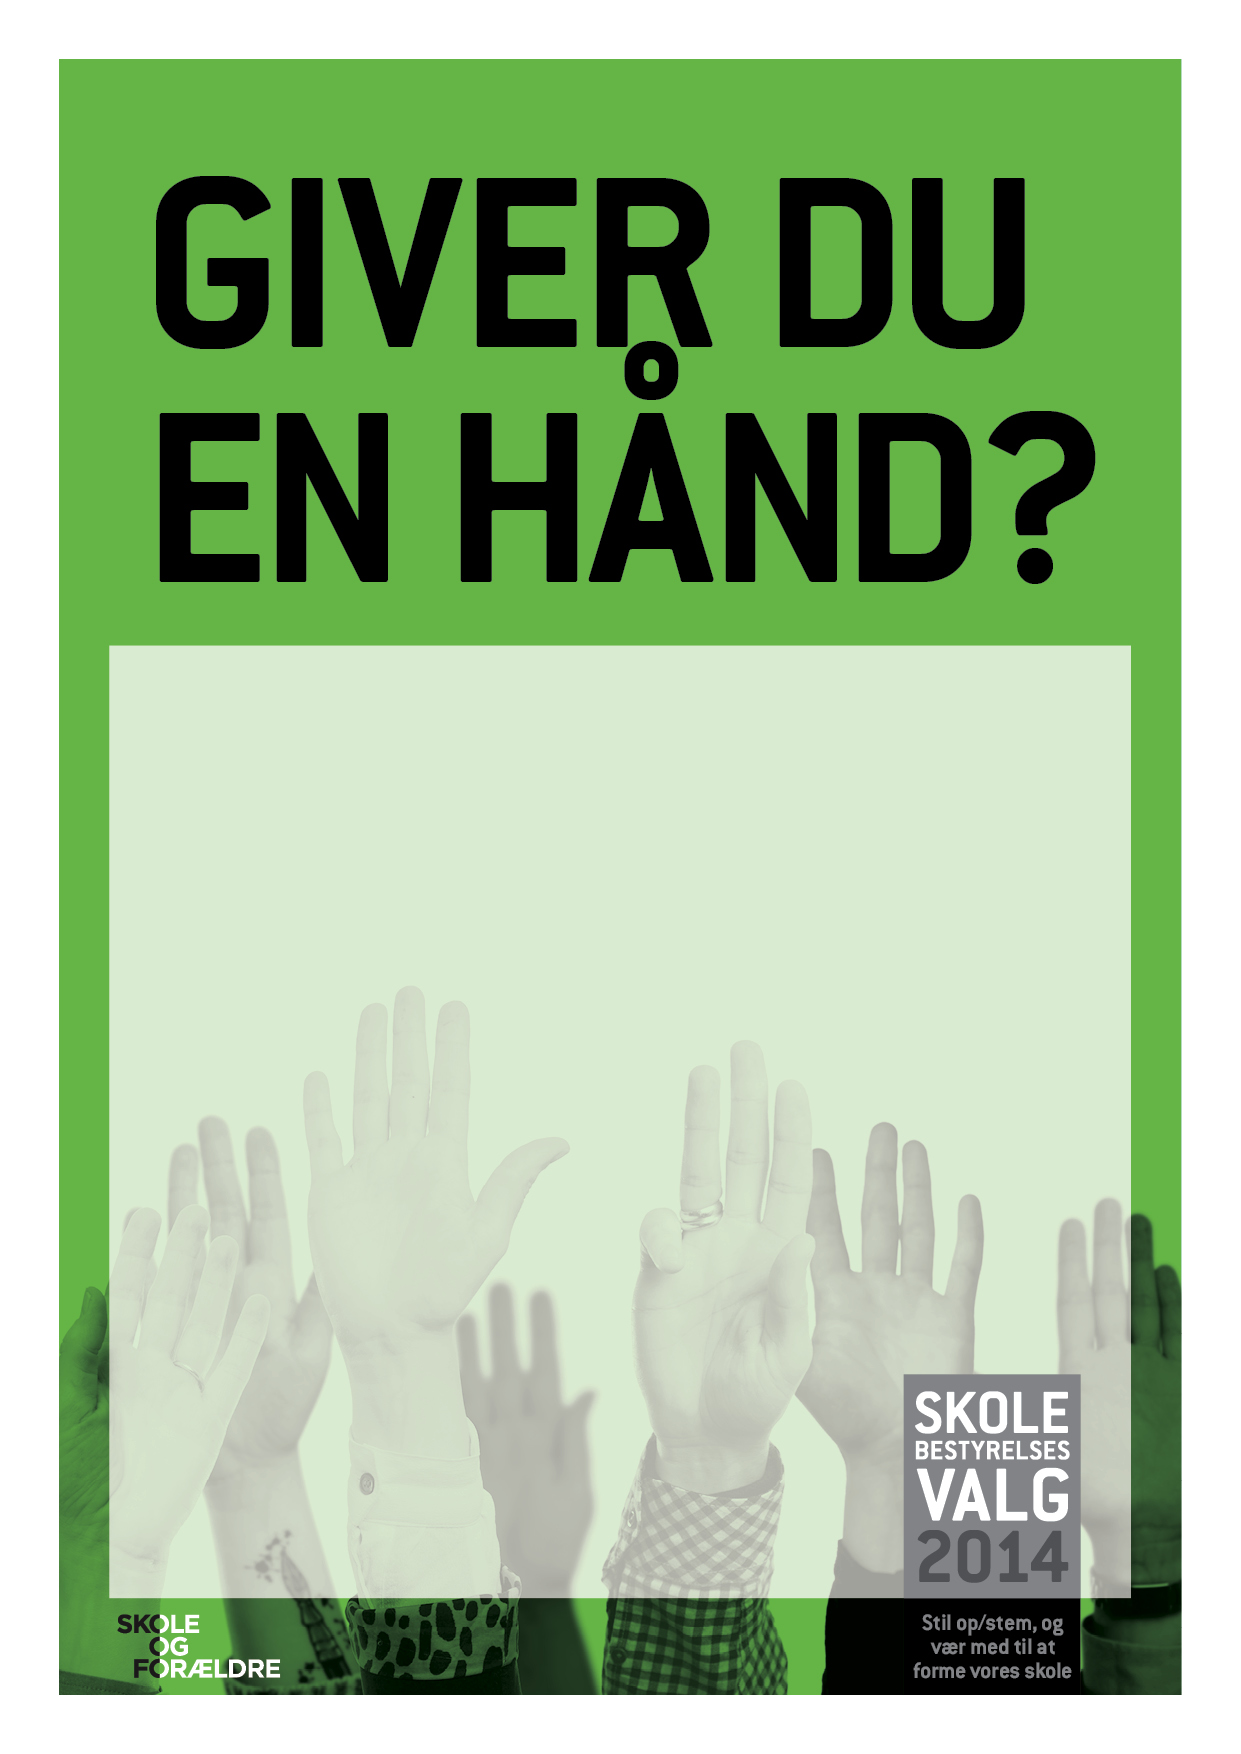 GIVER DU
EN HÅND?
SKOLE
BESTYRELSES
VALG
2014
SKOLE
OG
FORÆLDRE
Stil op/stem, og
vær med til at
forme vores skole